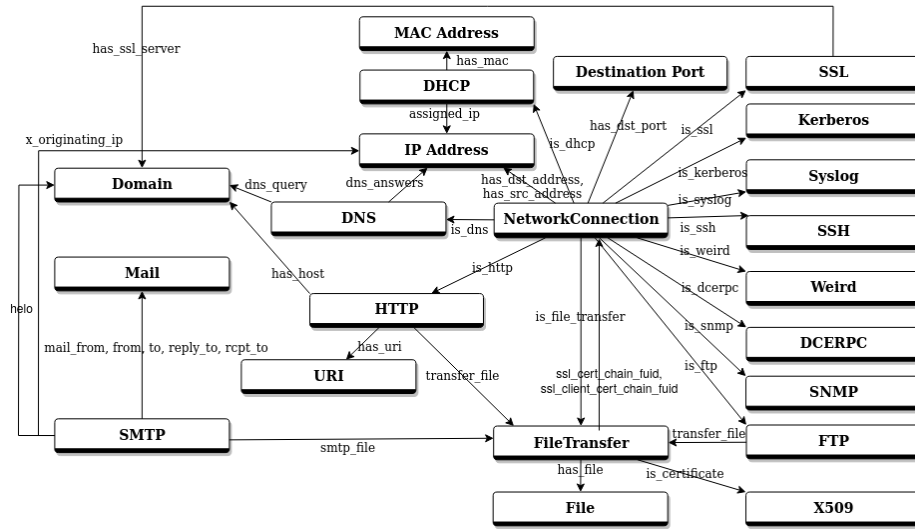 MAC Address
has_ssl_server
has_mac
Destination Port
SSL
DHCP
assigned_ip
Kerberos
is_ssl
has_dst_port
x_originating_ip
is_dhcp
IP Address
is_kerberos
Syslog
Domain
dns_query
dns_answers
has_dst_address,
has_src_address
is_syslog
DNS
NetworkConnection
is_dns
is_ssh
SSH
is_weird
Mail
has_host
is_http
Weird
is_dcerpc
helo
HTTP
is_file_transfer
is_snmp
DCERPC
mail_from, from, to, reply_to, rcpt_to
has_uri
URI
transfer_file
ssl_cert_chain_fuid,
ssl_client_cert_chain_fuid
is_ftp
SNMP
SMTP
smtp_file
FileTransfer
transfer_file
FTP
has_file
is_certificate
File
X509